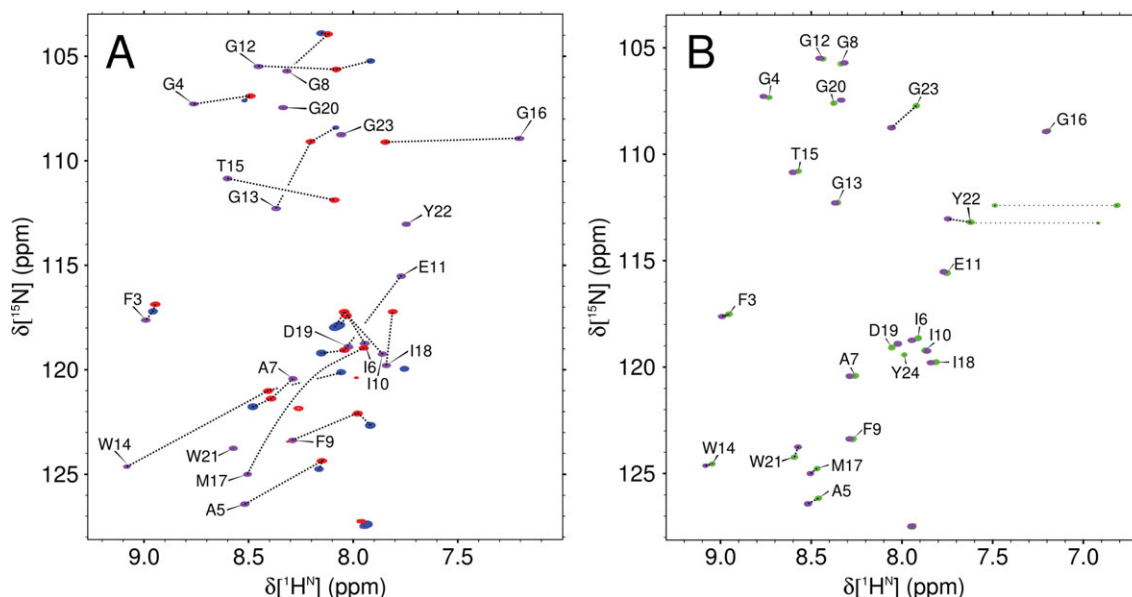 A
G12
G8
G4
G20
G23
G16
T15
G13
Y22
E11
F3
D19
I6
I10
I18
A7
W14
W21
F9
M17
A5
105
110
115
120
125
9.0
8.5
8.0
7.5
δ[¹⁵N] (ppm)
δ[¹Hᴺ] (ppm)
B
G12
G8
G4
G20
G23
G16
T15
G13
Y22
E11
F3
I6
D19
I10
Y24
I18
A7
F9
W14
W21
M17
A5
105
110
115
120
125
9.0
8.5
8.0
7.5
7.0
δ[¹⁵N] (ppm)
δ[¹Hᴺ] (ppm)